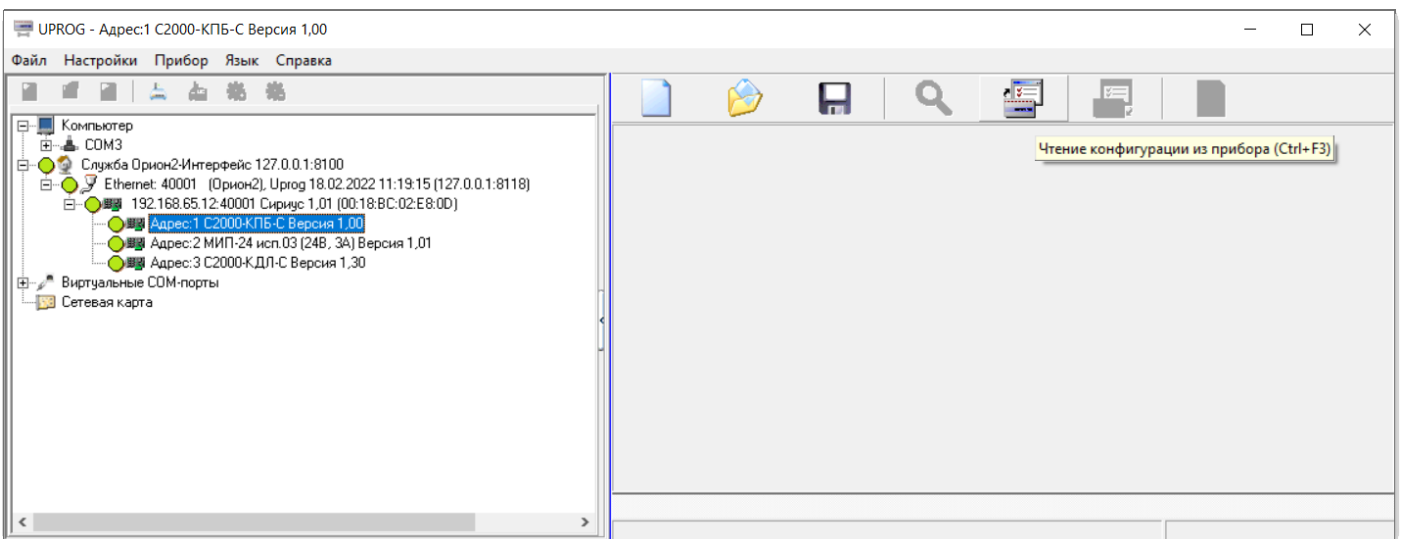 UPROG - Адрес:1 С2000-КПБ-С Версия 1,00
Файл Настройки Прибор Язык Справка
Компьютер
COM3
Служба Орион2-Интерфейс 127.0.0.1:8100
Ethernet: 40001 (Орион2), Uprog 18.02.2022 11:19:15 (127.0.0.1:8118)
192.168.65.12:40001 Сириус 1,01 (00:18:BC:02:E8:0D)
Адрес:1 С2000-КПБ-С Версия 1,00
Адрес:2 МИП-24 исп.03 (24В, 3А) Версия 1,01
Адрес:3 С2000-КДЛ-С Версия 1,30
Виртуальные COM-порты
Сетевая карта
Чтение конфигурации из прибора (Ctrl+F3)